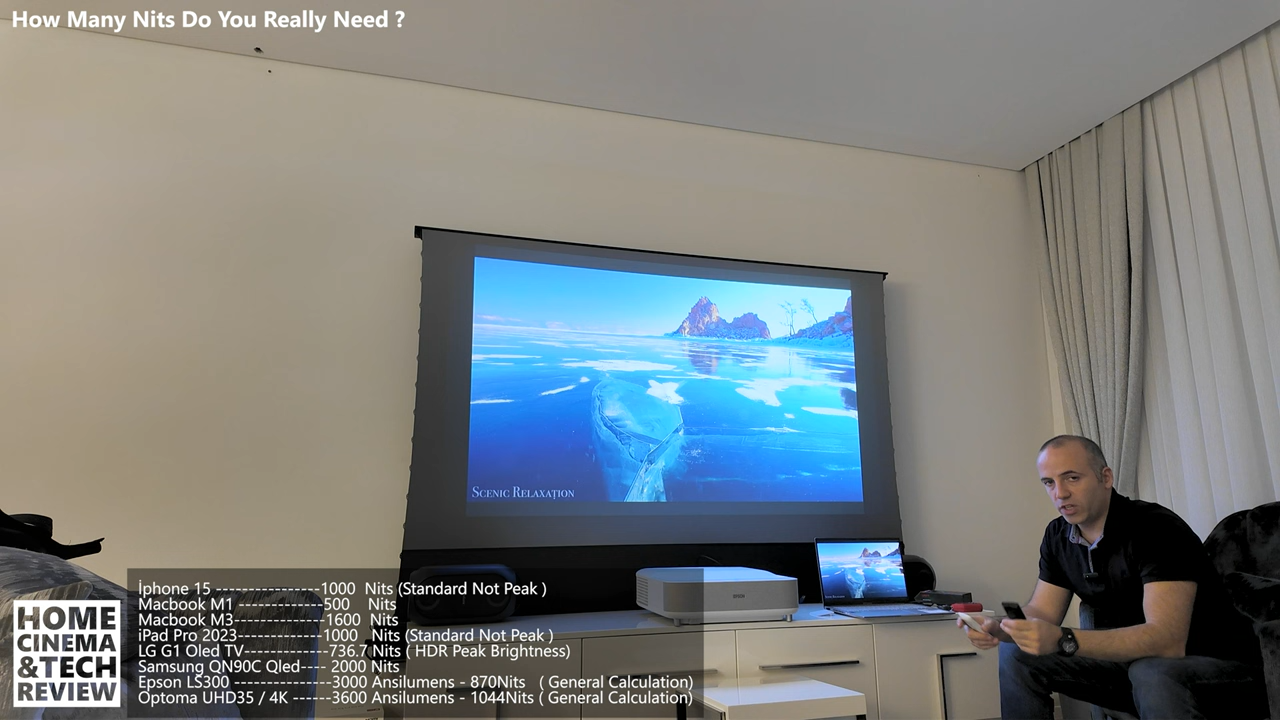 How Many Nits Do You Really Need ?
SCENIC RELAXATION
İphone 15 --------------1000 Nits (Standard Not Peak )
Macbook M1 -----------500 Nits
Macbook M3------------1600 Nits
iPad Pro 2023-----------1000 Nits (Standard Not Peak )
LG G1 Oled TV-----------736.7 Nits ( HDR Peak Brightness)
Samsung QN90C Qled---- 2000 Nits
Epson LS300 ------------3000 Ansilumens - 870Nits ( General Calculation)
Optoma UHD35 / 4K ------3600 Ansilumens - 1044Nits ( General Calculation)
HOME
CINEMA
&TECH
REVIEW